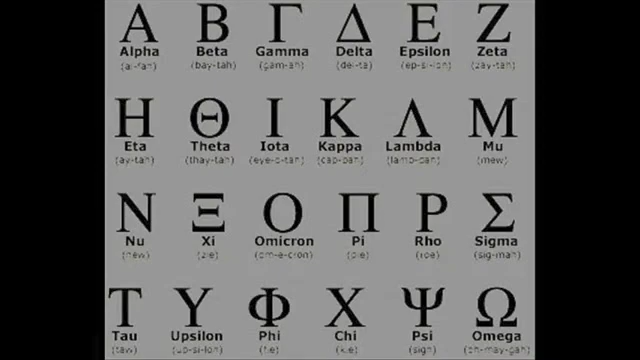 Α Β Γ Δ Ε Ζ
Alpha Beta Gamma Delta Epsilon Zeta
(al-fah) (bay-tah) (gam-ah) (del-ta) (ep-si-lon) (zay-tah)
Η Θ Ι Κ Λ Μ
Eta Theta Iota Kappa Lambda Mu
(ay-tah) (thay-tah) (eye-o-tah) (cap-pah) (lamb-dah) (mew)
Ν Ξ Ο Π Ρ Σ
Nu Xi Omicron Pi Rho Sigma
(new) (zie) (om-e-cron) (pie) (roe) (sig-mah)
Τ Υ Φ Χ Ψ Ω
Tau Upsilon Phi Chi Psi Omega
(taw) (up-si-lon) (fie) (kie) (sigh) (oh-may-gah)